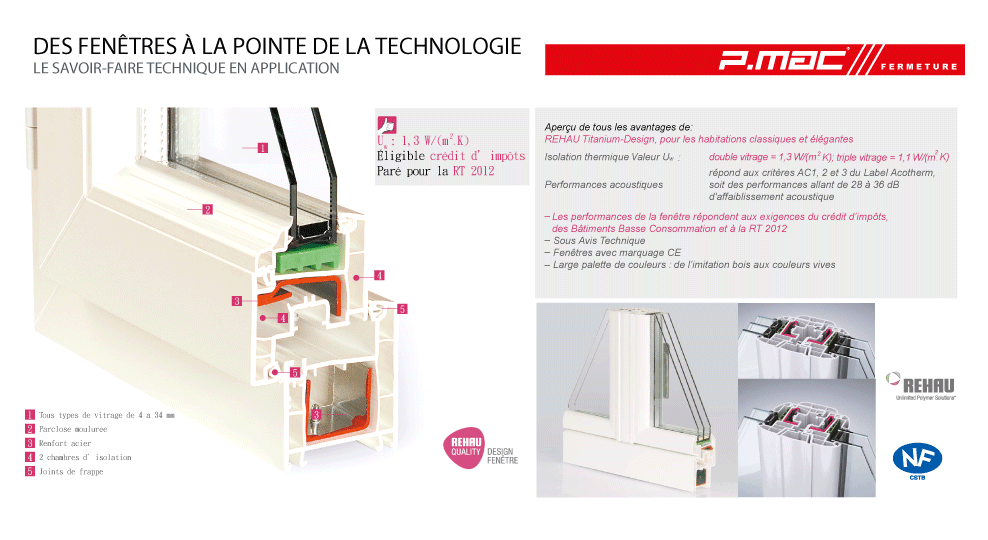 DES FENÊTRES À LA POINTE DE LA TECHNOLOGIE
LE SAVOIR-FAIRE TECHNIQUE EN APPLICATION
P.MAC® FERMETURE
Uw : 1,3 W/(m².K)
Éligible crédit d'impôts
Paré pour la RT 2012
1
2
3
4
4
5
5
3
1 Tous types de vitrage de 4 a 34 mm
2 Parclose mouluree
3 Renfort acier
4 2 chambres d'isolation
5 Joints de frappe
REHAU QUALITY
DESIGN
FENÊTRE
Aperçu de tous les avantages de:
REHAU Titanium-Design, pour les habitations classiques et élégantes
Isolation thermique Valeur Uw : double vitrage = 1,3 W/(m² K); triple vitrage = 1,1 W/(m² K)
Performances acoustiques répond aux critères AC1, 2 et 3 du Label Acotherm,
soit des performances allant de 28 à 36 dB
d'affaiblissement acoustique
– Les performances de la fenêtre répondent aux exigences du crédit d'impôts,
des Bâtiments Basse Consommation et à la RT 2012
– Sous Avis Technique
– Fenêtres avec marquage CE
– Large palette de couleurs : de l'imitation bois aux couleurs vives
REHAU
Unlimited Polymer Solutions®
NF
CSTB